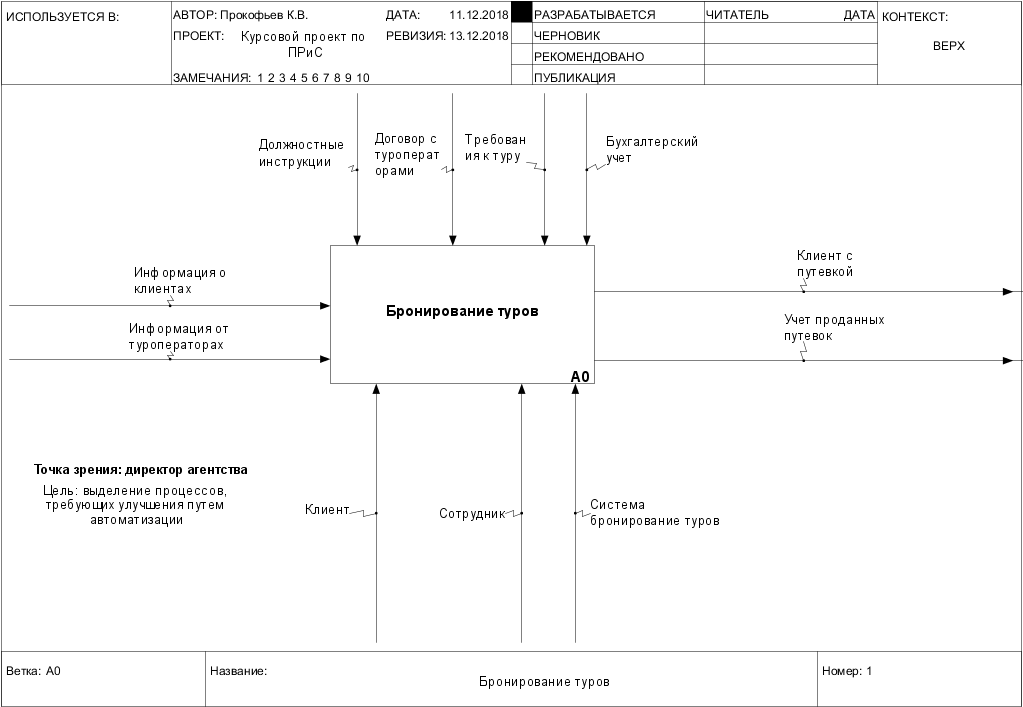 ИСПОЛЬЗУЕТСЯ В:
АВТОР: Прокофьев К.В.
ДАТА: 11.12.2018
РАЗРАБАТЫВАЕТСЯ
ЧИТАТЕЛЬ
ДАТА
КОНТЕКСТ:
ПРОЕКТ: Курсовой проект по
ПРиС
РЕВИЗИЯ: 13.12.2018
ЧЕРНОВИК
ВЕРХ
РЕКОМЕНДОВАНО
ЗАМЕЧАНИЯ: 1 2 3 4 5 6 7 8 9 10
ПУБЛИКАЦИЯ
Должностные
инструкции
Договор с
туроперат
орами
Требован
ия к туру
Бухгалтерский
учет
Информация о
клиентах
Информация от
туроператорах
Бронирование туров
A0
Клиент с
путевкой
Учет проданных
путевок
Точка зрения: директор агентства
Цель: выделение процессов,
требующих улучшения путем
автоматизации
Клиент
Сотрудник
Система
бронирование туров
Ветка: A0
Название:
Бронирование туров
Номер: 1